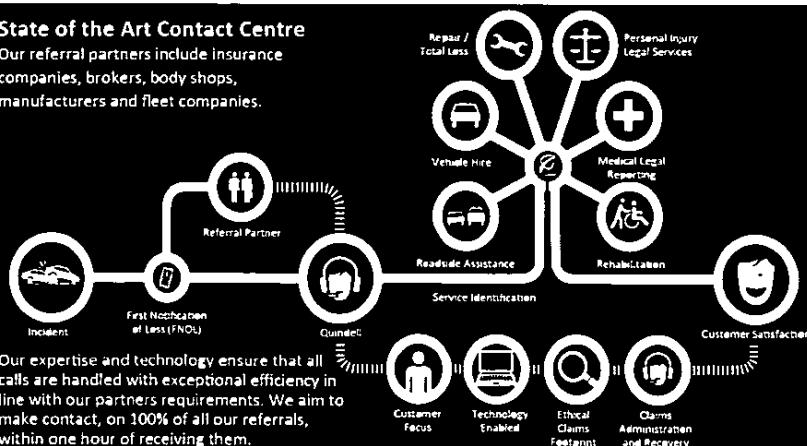 State of the Art Contact Centre
Our referral partners include insurance
companies, brokers, body shops,
manufacturers and fleet companies.
Repair /
Total Loss
Personal Injury
Legal Services
Vehicle Hire
Medical Legal
Reporting
Referral Partner
Roadside Assistance
Rehabilitation
Service Identification
Incident
First Notification
of Loss (FNOL)
Quindell
Customer Satisfaction
Our expertise and technology ensure that all
calls are handled with exceptional efficiency in
line with our partners requirements. We aim to
make contact, on 100% of all our referrals,
within one hour of receiving them.
Customer
Focus
Technology
Enabled
Ethical
Claims
Footprint
Claims
Administration
and Recovery